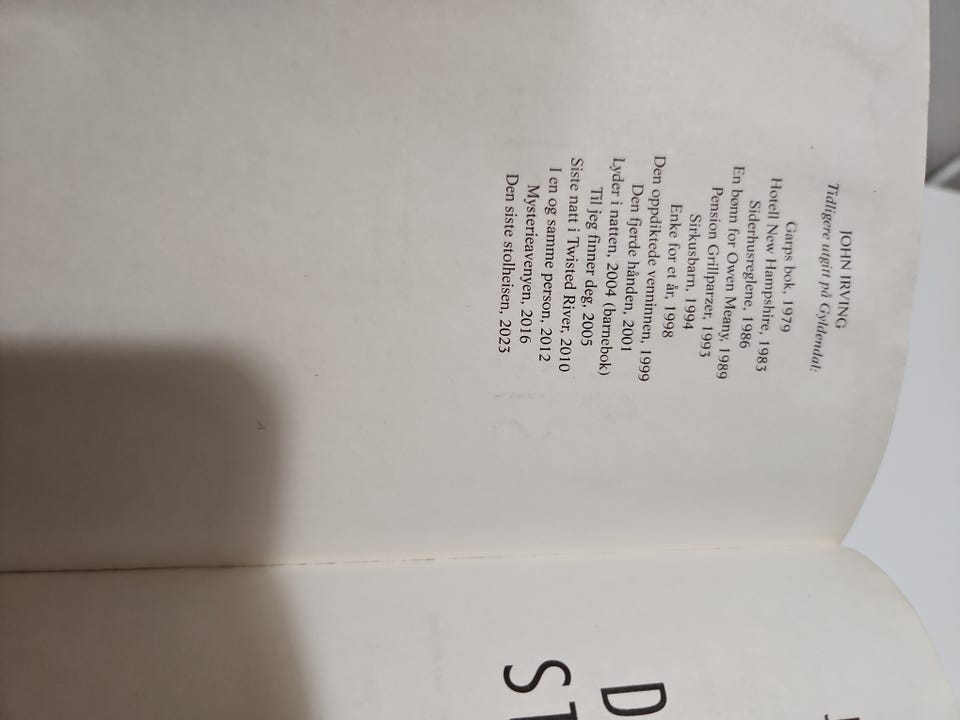 JOHN IRVING
Tidligere utgitt på Gyldendal:
Garps bok, 1979
Hotell New Hampshire, 1983
Siderhusreglene, 1986
En bønn for Owen Meany, 1989
Pension Grillparzer, 1993
Sirkusbarn, 1994
Enke for et år, 1998
Den oppdiktede venninnen, 1999
Den fjerde hånden, 2001
Lyder i natten, 2004 (barnebok)
Til jeg finner deg, 2005
Siste natt i Twisted River, 2010
I en og samme person, 2012
Mysterieavenyen, 2016
Den siste stolheisen, 2023
D
S